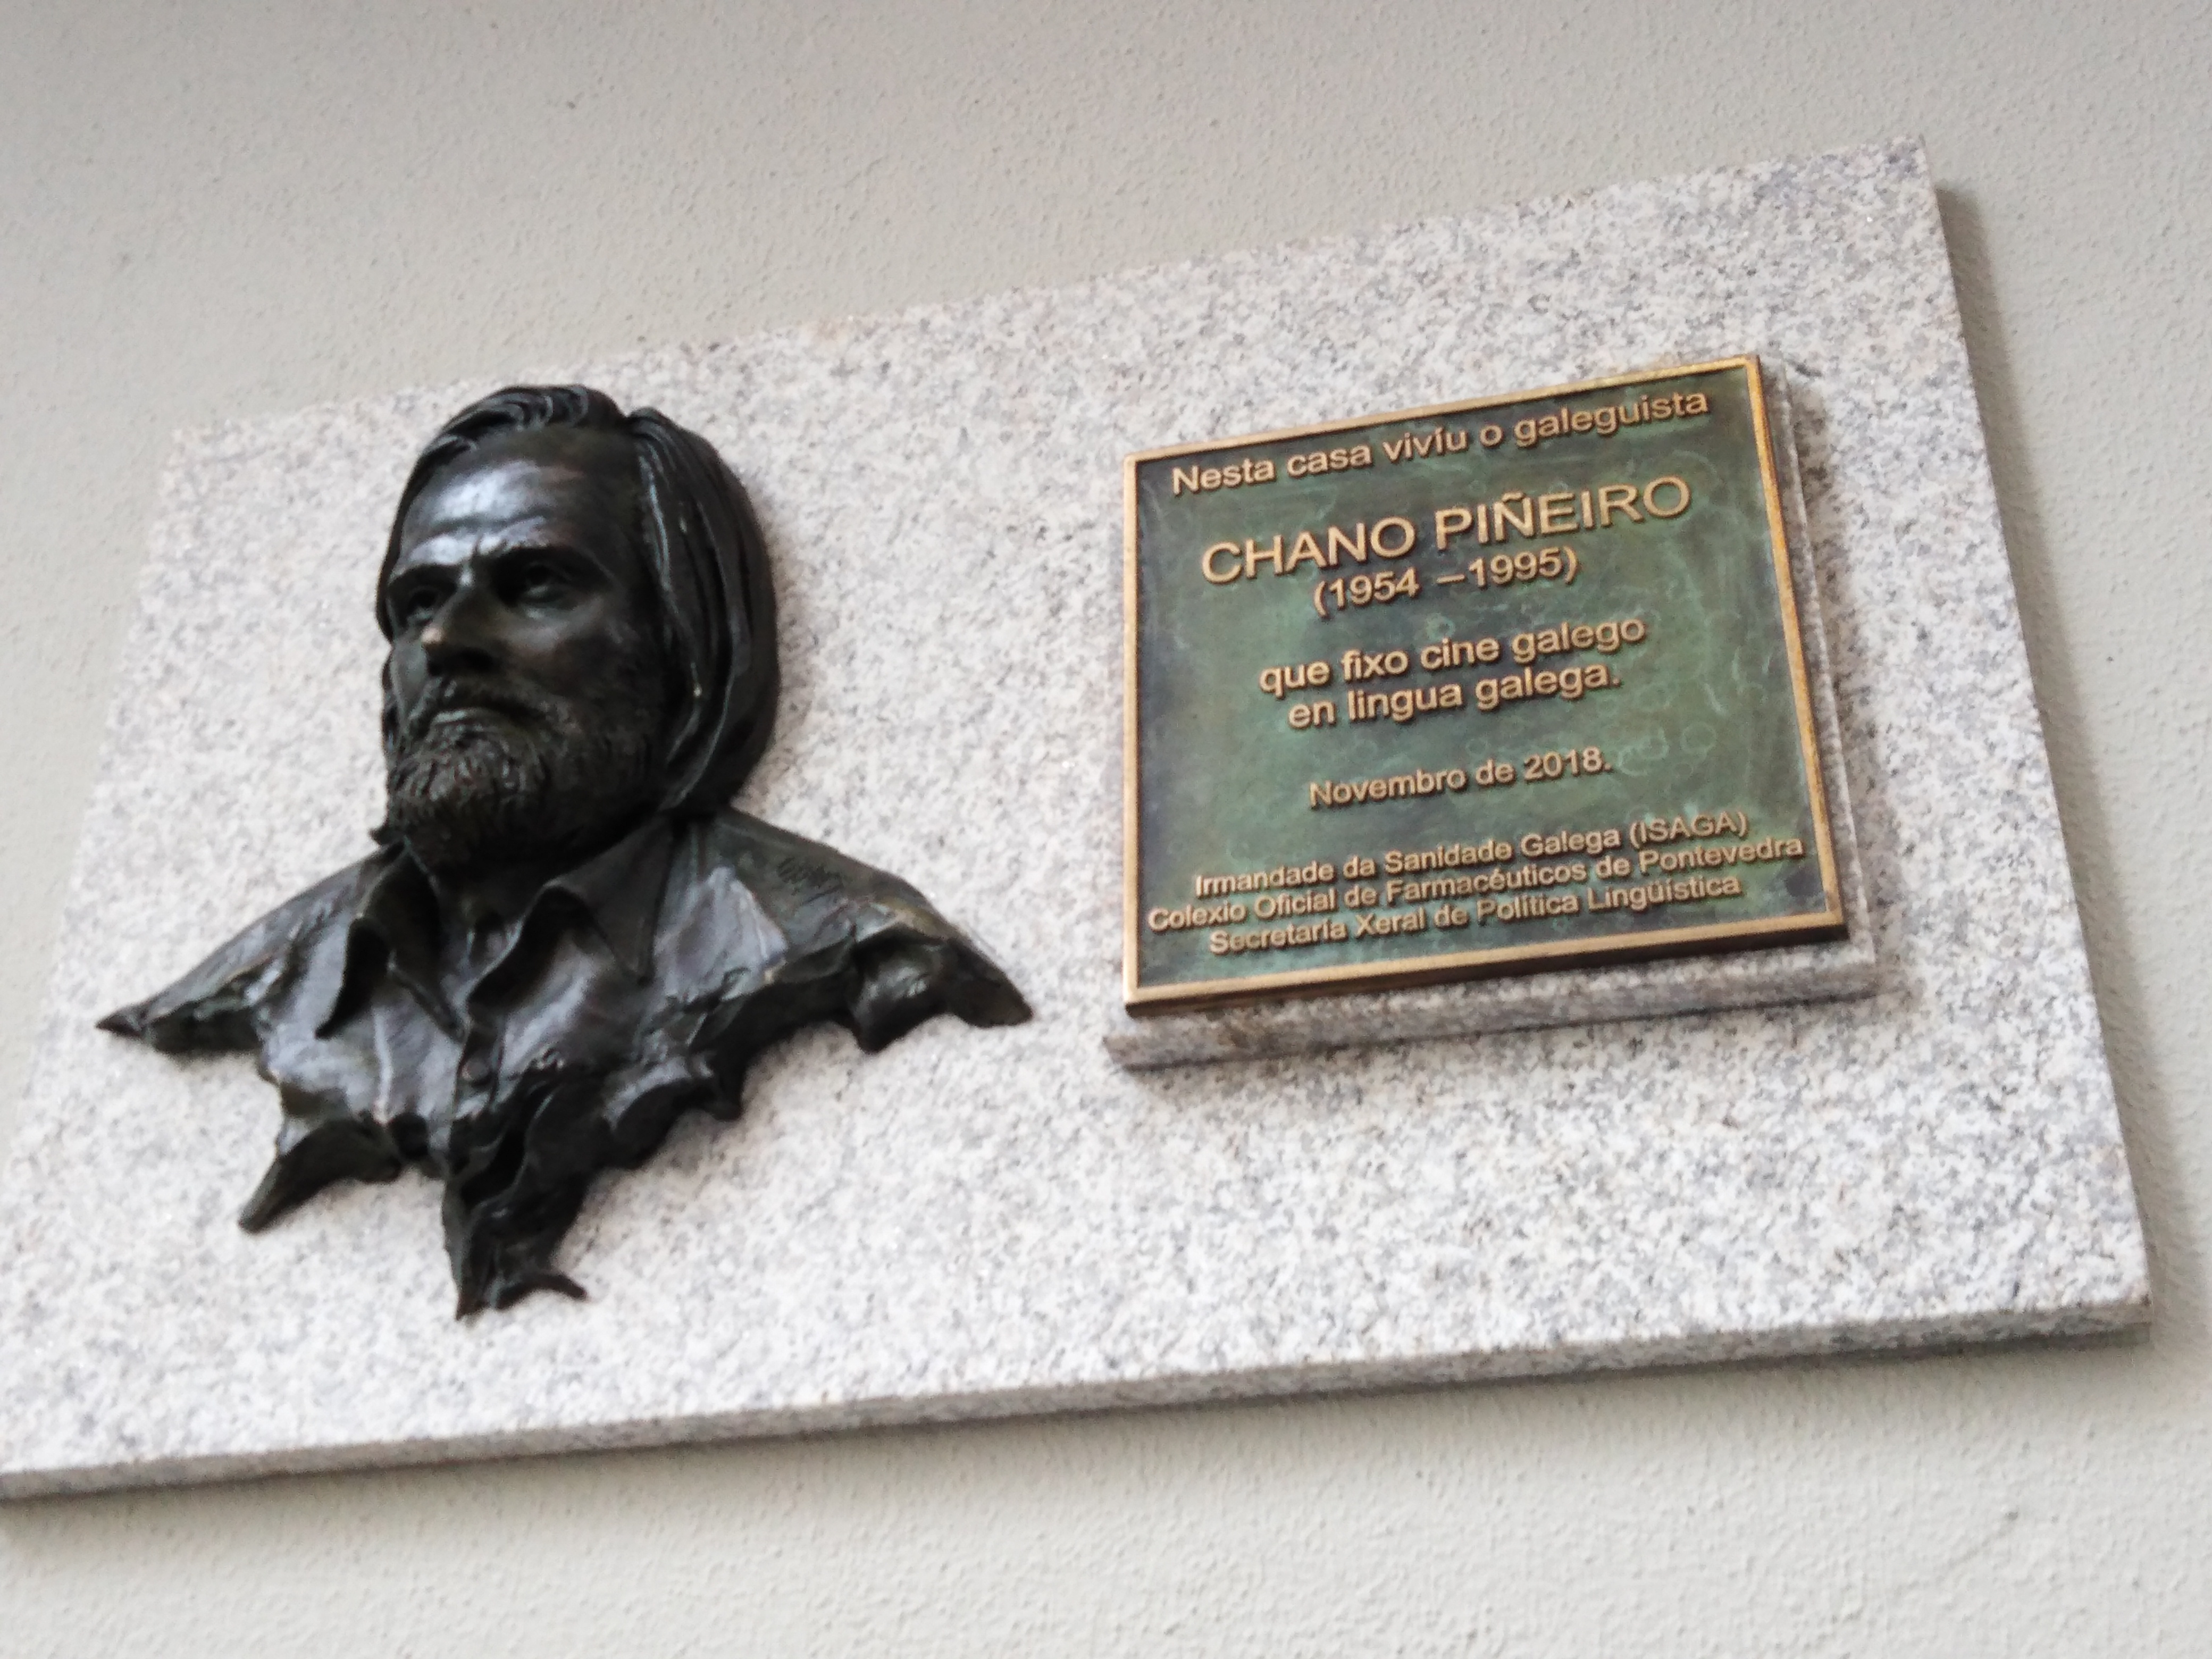 Nesta casa vivíu o galeguista
CHANO PIÑEIRO
(1954 –1995)
que fixo cine galego
en lingua galega.
Novembro de 2018.
Irmandade da Sanidade Galega (ISAGA)
Colexio Oficial de Farmacéuticos de Pontevedra
Secretaría Xeral de Política Lingüística